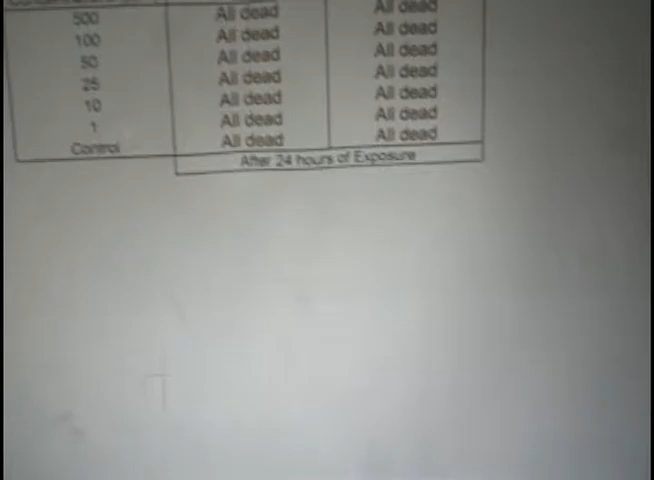 500 All dead All dead
100 All dead All dead
50 All dead All dead
25 All dead All dead
10 All dead All dead
1 All dead All dead
Control All dead All dead
After 24 hours of Exposure